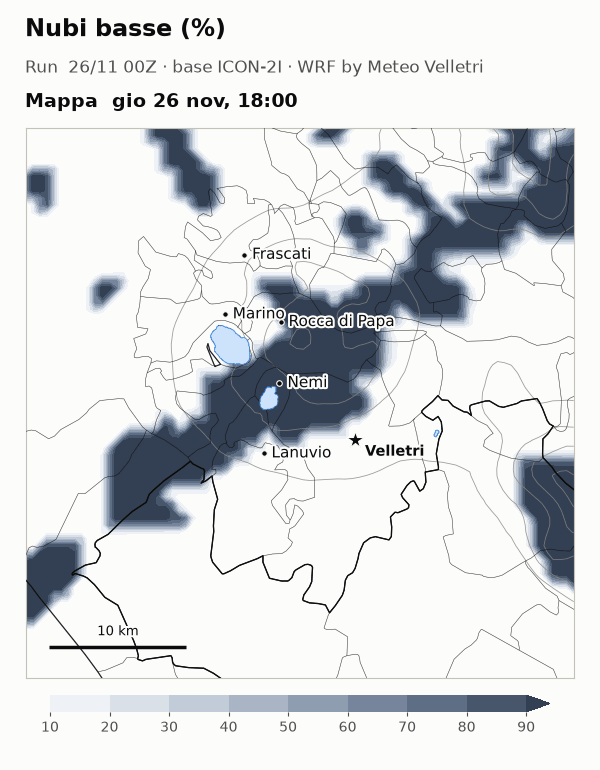 Nubi basse (%)
Run  26/11 00Z · base ICON-2I · WRF by Meteo Velletri
Mappa  gio 26 nov, 18:00
Frascati
Marino
Rocca di Papa
Nemi
Velletri
Lanuvio
10 km
10 20 30 40 50 60 70 80 90